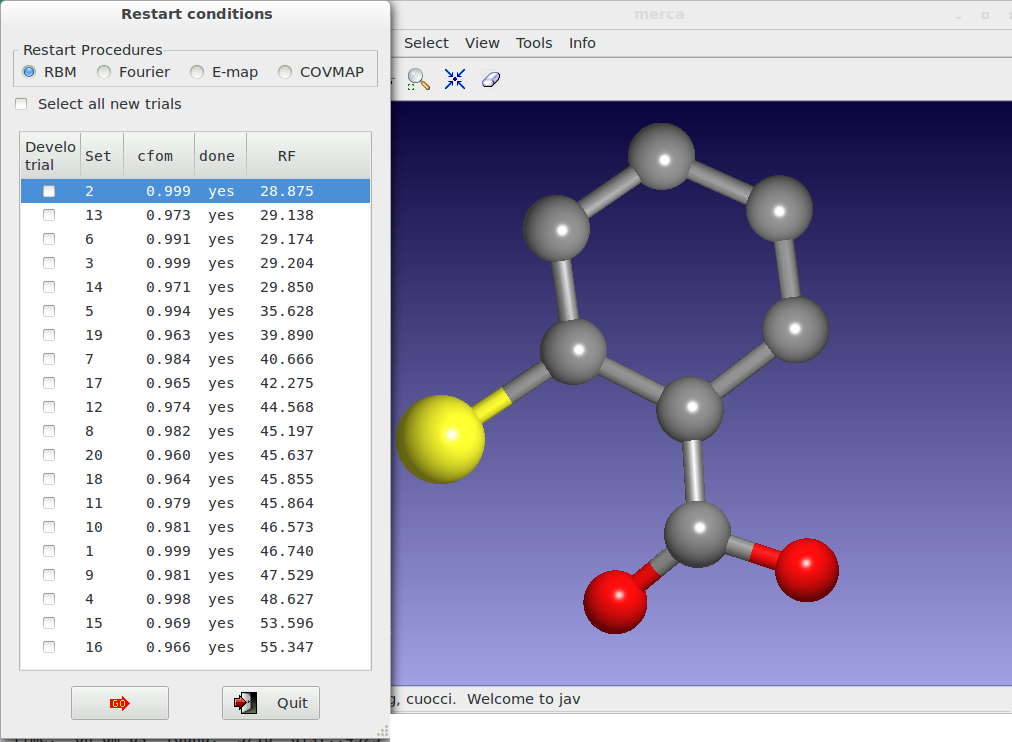 Restart conditions
merca
Restart Procedures
RBM Fourier E-map COVMAP
Select View Tools Info
Select all new trials
Develo
trial Set cfom done RF
2 0.999 yes 28.875
13 0.973 yes 29.138
6 0.991 yes 29.174
3 0.999 yes 29.204
14 0.971 yes 29.850
5 0.994 yes 35.628
19 0.963 yes 39.890
7 0.984 yes 40.666
17 0.965 yes 42.275
12 0.974 yes 44.568
8 0.982 yes 45.197
20 0.960 yes 45.637
18 0.964 yes 45.855
11 0.979 yes 45.864
10 0.981 yes 46.573
1 0.999 yes 46.740
9 0.981 yes 47.529
4 0.998 yes 48.627
15 0.969 yes 53.596
16 0.966 yes 55.347
GO Quit
g, cuocci. Welcome to jav